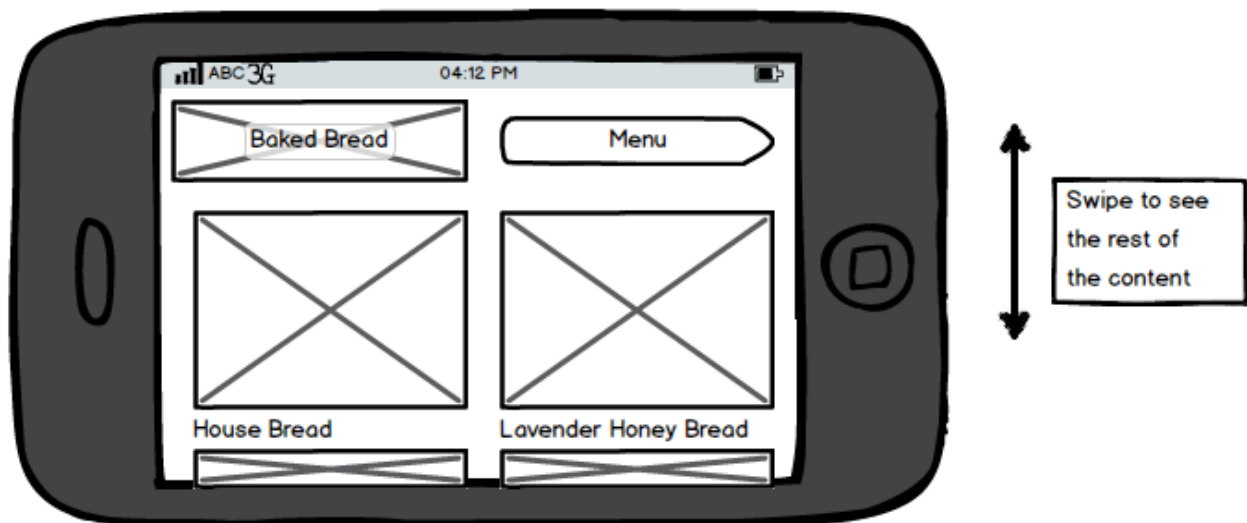 ABC 3G 04:12 PM
Baked Bread Menu
Swipe to see
the rest of
the content
House Bread Lavender Honey Bread